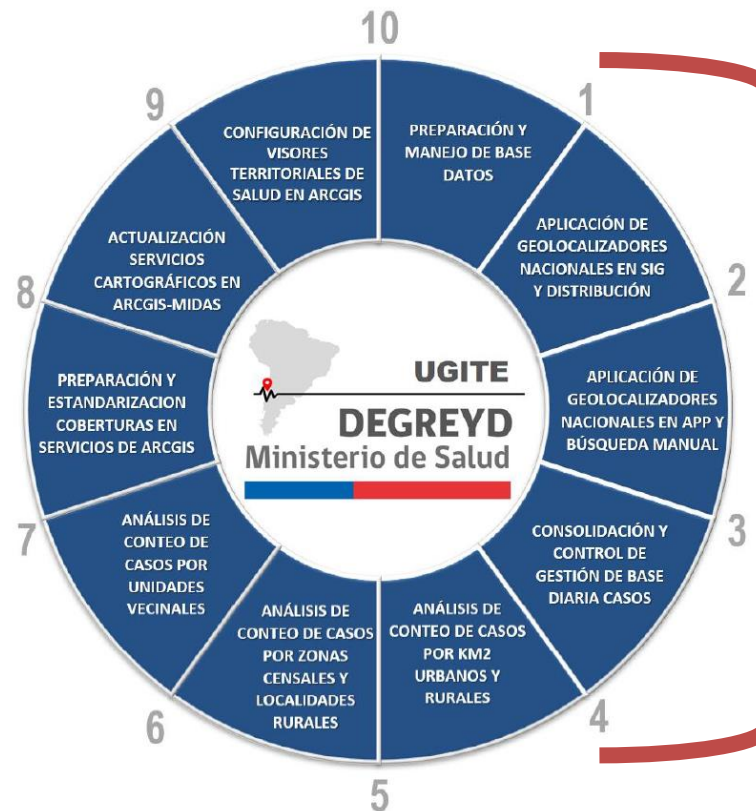 10
1
PREPARACIÓN Y
MANEJO DE BASE
DATOS
2
APLICACIÓN DE
GEOLOCALIZADORES
NACIONALES EN SIG
Y DISTRIBUCIÓN
3
APLICACIÓN DE
GEOLOCALIZADORES
NACIONALES EN APP Y
BÚSQUEDA MANUAL
4
CONSOLIDACIÓN Y
CONTROL DE
GESTIÓN DE BASE
DIARIA CASOS
5
ANÁLISIS DE
CONTEO DE CASOS
POR KM2
URBANOS Y
RURALES
6
ANÁLISIS DE
CONTEO DE CASOS
POR ZONAS
CENSALES Y
LOCALIDADES
RURALES
7
ANÁLISIS DE
CONTEO DE
CASOS POR
UNIDADES
VECINALES
8
PREPARACIÓN Y
ESTANDARIZACION
COBERTURAS EN
SERVICIOS DE ARCGIS
9
ACTUALIZACIÓN
SERVICIOS
CARTOGRÁFICOS EN
ARCGIS-MIDAS
CONFIGURACIÓN DE
VISORES
TERRITORIALES DE
SALUD EN ARCGIS
UGITE
DEGREYD
Ministerio de Salud